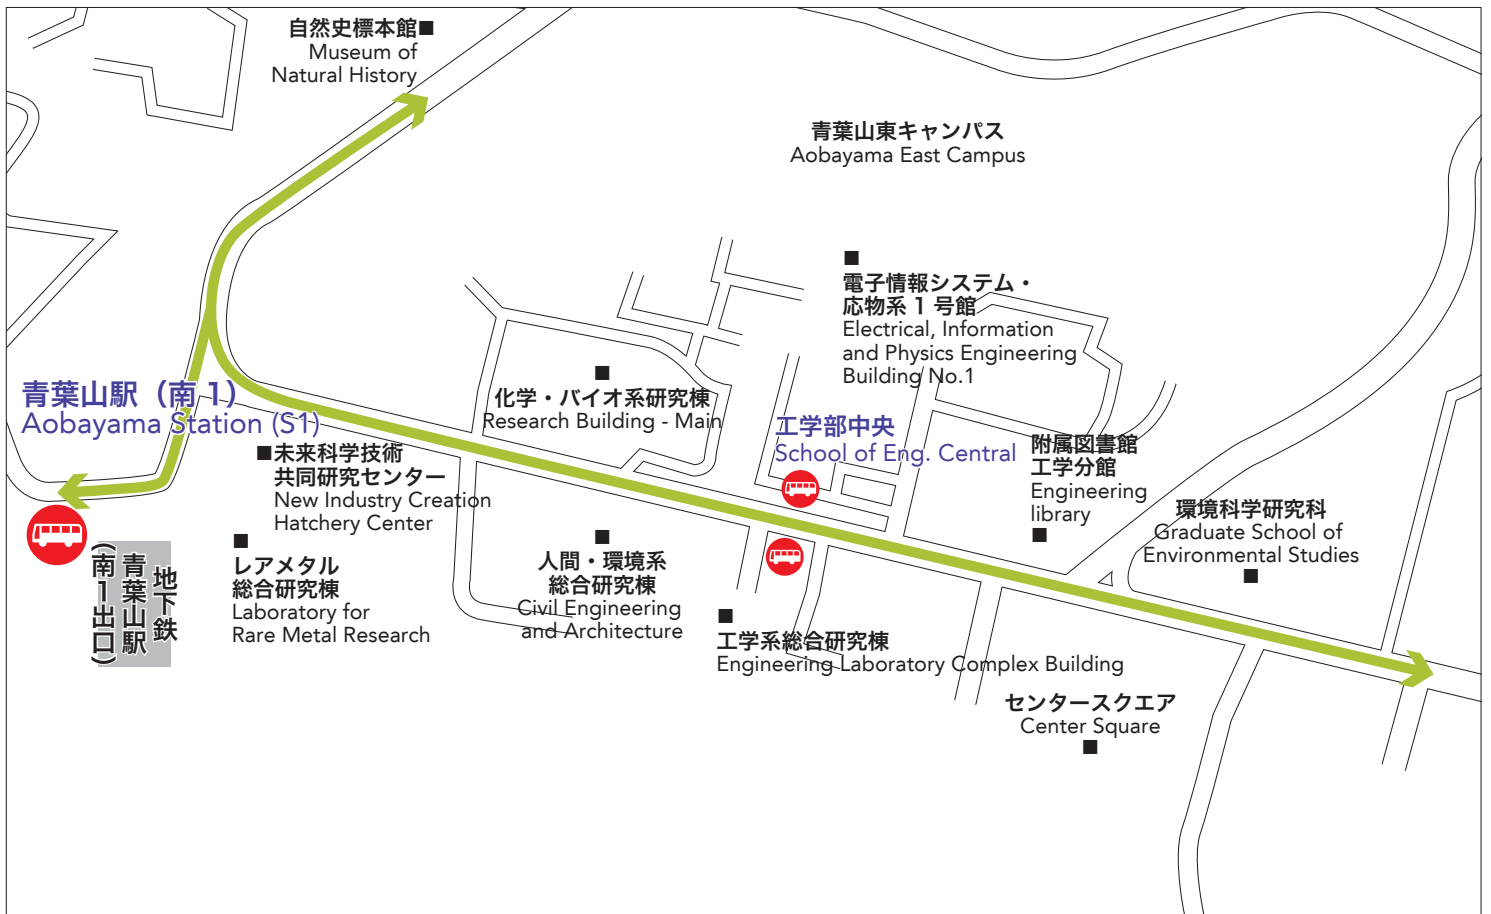 自然史標本館■
Museum of
Natural History
青葉山東キャンパス
Aobayama East Campus
■
電子情報システム・
応物系 1 号館
Electrical, Information
and Physics Engineering
Building No.1
青葉山駅（南 1）
Aobayama Station (S1)
■
化学・バイオ系研究棟
Research Building - Main
工学部中央
School of Eng. Central
附属図書館
工学分館
Engineering
library
■
■未来科学技術
共同研究センター
New Industry Creation
Hatchery Center
環境科学研究科
Graduate School of
Environmental Studies
■
地下鉄
青葉山駅
（南1出口）
■
レアメタル
総合研究棟
Laboratory for
Rare Metal Research
■
人間・環境系
総合研究棟
Civil Engineering
and Architecture
■
工学系総合研究棟
Engineering Laboratory Complex Building
センタースクエア
Center Square
■